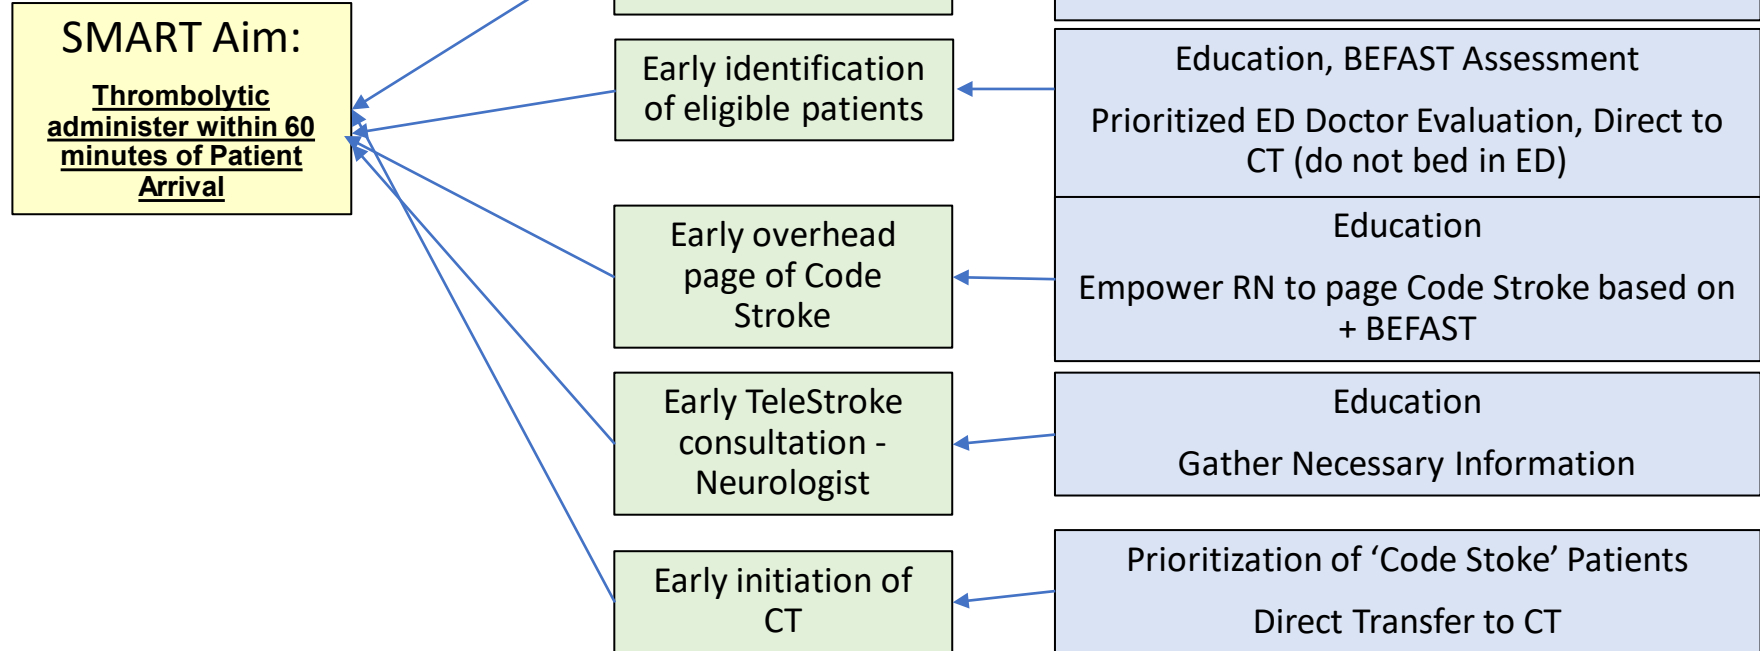 SMART Aim:
Thrombolytic
administer within 60
minutes of Patient
Arrival
Early identification
of eligible patients
Education, BEFAST Assessment
Prioritized ED Doctor Evaluation, Direct to
CT (do not bed in ED)
Early overhead
page of Code
Stroke
Education
Empower RN to page Code Stroke based on
+ BEFAST
Early TeleStroke
consultation -
Neurologist
Education
Gather Necessary Information
Early initiation of
CT
Prioritization of ‘Code Stoke’ Patients
Direct Transfer to CT